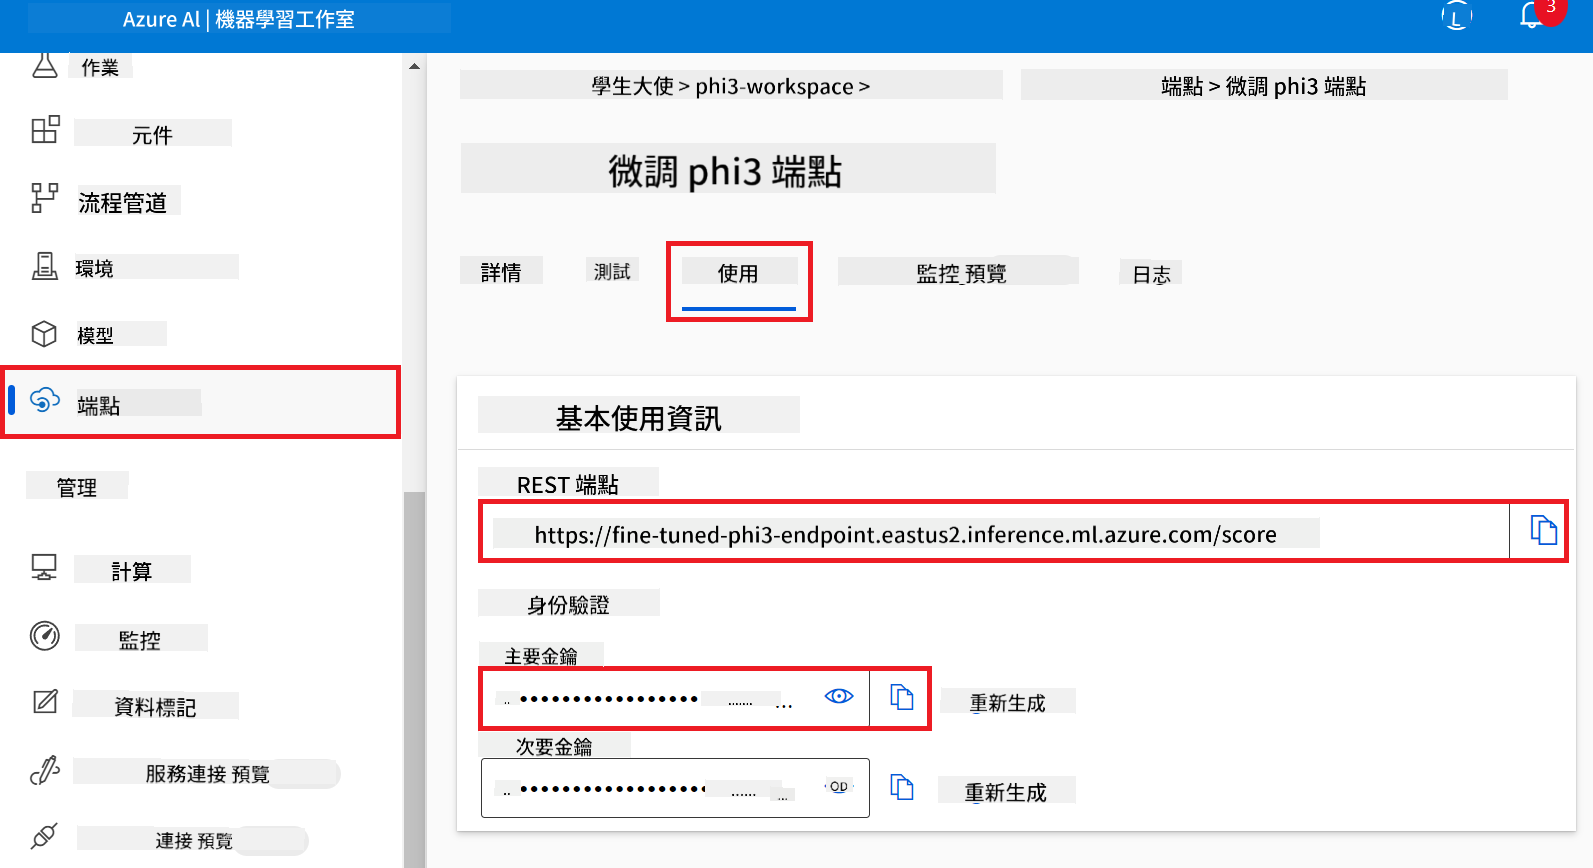 Azure Al | 機器學習工作室
L
3
作業
元件
流程管道
環境
模型
端點
管理
計算
監控
資料標記
服務連接 預覽
連接 預覽
學生大使 > phi3-workspace >
端點 > 微調 phi3 端點
微調 phi3 端點
詳情
測試
使用
監控 預覽
日志
基本使用資訊
REST 端點
https://fine-tuned-phi3-endpoint.eastus2.inference.ml.azure.com/score
身份驗證
主要金鑰
重新生成
次要金鑰
OD
重新生成